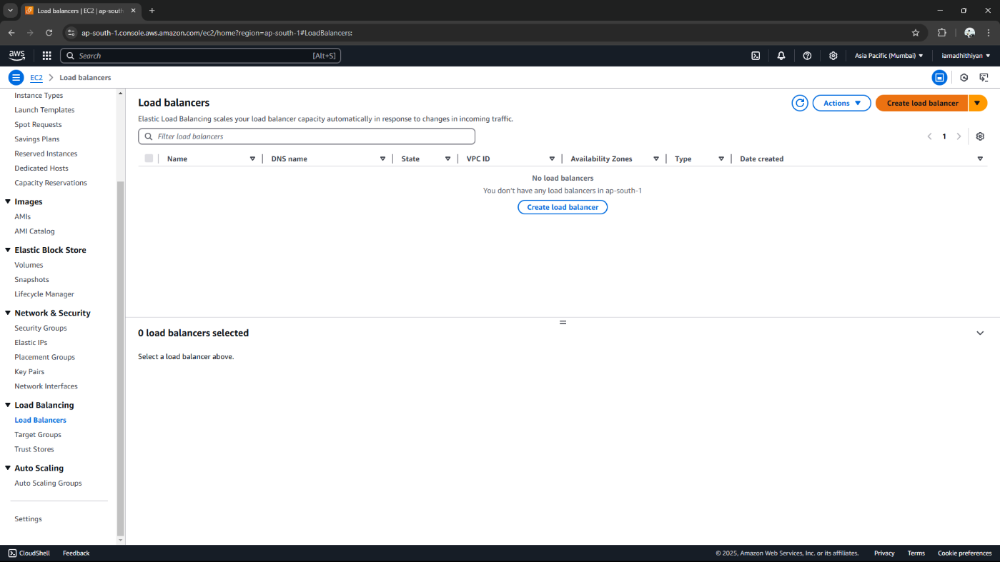 Load balancers | EC2 | ap-south
ap-south-1.console.aws.amazon.com/ec2/home?region=ap-south-1#LoadBalancers:
aws
Search
[Alt+S]
Asia Pacific (Mumbai)
iamadhithiyan
EC2
Load balancers
Instance Types
Launch Templates
Spot Requests
Savings Plans
Reserved Instances
Dedicated Hosts
Capacity Reservations
Images
AMIs
AMI Catalog
Elastic Block Store
Volumes
Snapshots
Lifecycle Manager
Network & Security
Security Groups
Elastic IPs
Placement Groups
Key Pairs
Network Interfaces
Load Balancing
Load Balancers
Target Groups
Trust Stores
Auto Scaling
Auto Scaling Groups
Settings
Load balancers
Actions
Create load balancer
Elastic Load Balancing scales your load balancer capacity automatically in response to changes in incoming traffic.
Filter load balancers
1
Name DNS name State VPC ID Availability Zones Type Date created
No load balancers
You don't have any load balancers in ap-south-1
Create load balancer
0 load balancers selected
Select a load balancer above.
CloudShell
Feedback
© 2025, Amazon Web Services, Inc. or its affiliates.
Privacy
Terms
Cookie preferences